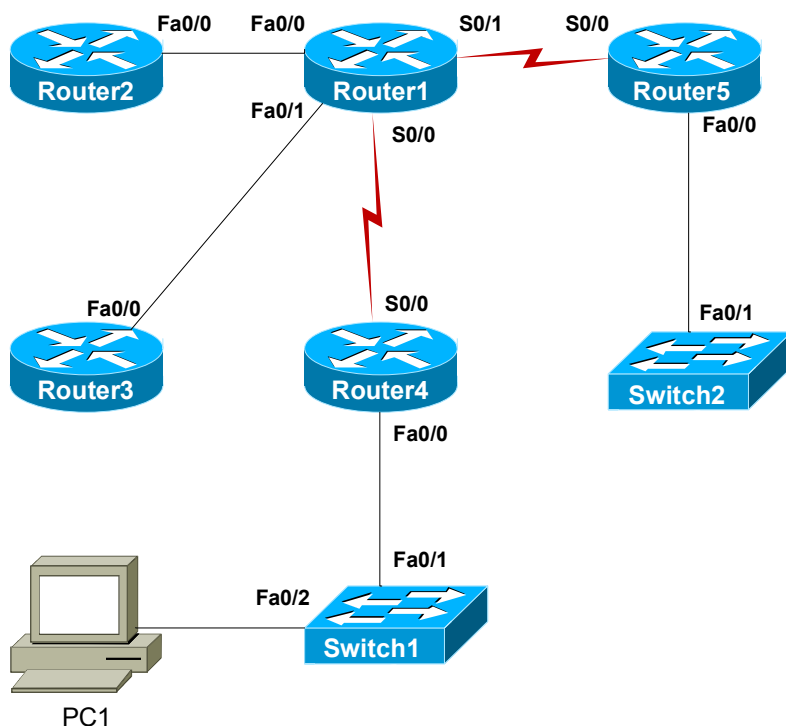 Fa0/0 Fa0/0 S0/1 S0/0
Router2 Router1 Router5
Fa0/1 Fa0/0
S0/0
Fa0/0 S0/0 Fa0/1
Router3 Router4 Switch2
Fa0/0
Fa0/1
Fa0/2
Switch1
PC1